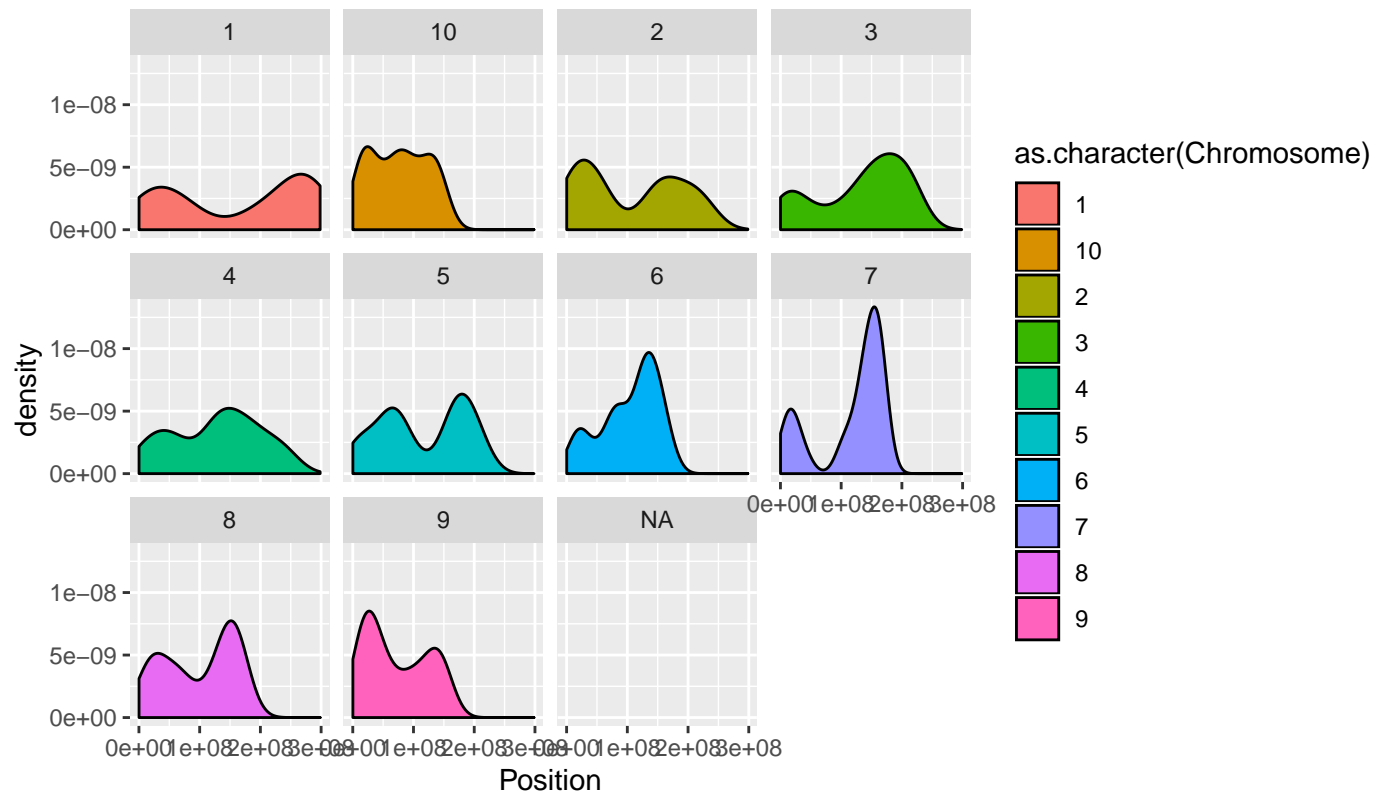 1 10 2 3
1e−08
5e−09
0e+00
as.character(Chromosome)
1
10
2
3
4
5
6
7
8
9
4 5 6 7
density
1e−08
5e−09
0e+00
0e+00 1e+08 2e+08 3e+08
8 9 NA
1e−08
5e−09
0e+00
0e+00 1e+08 2e+08 3e+08 0e+00 1e+08 2e+08 3e+08 0e+00 1e+08 2e+08 3e+08
Position